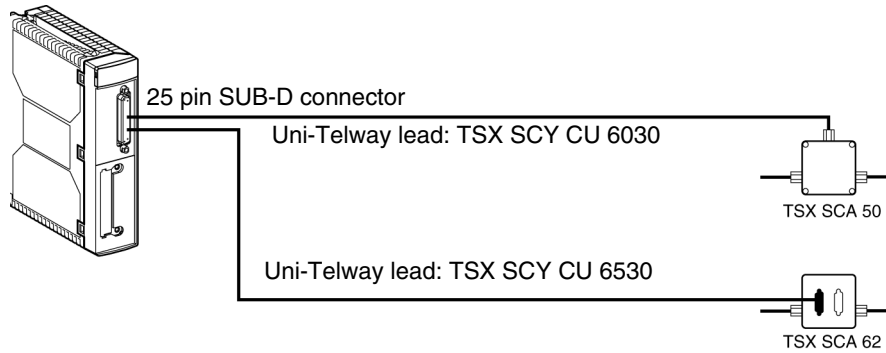 25 pin SUB-D connector
Uni-Telway lead: TSX SCY CU 6030
TSX SCA 50
Uni-Telway lead: TSX SCY CU 6530
TSX SCA 62